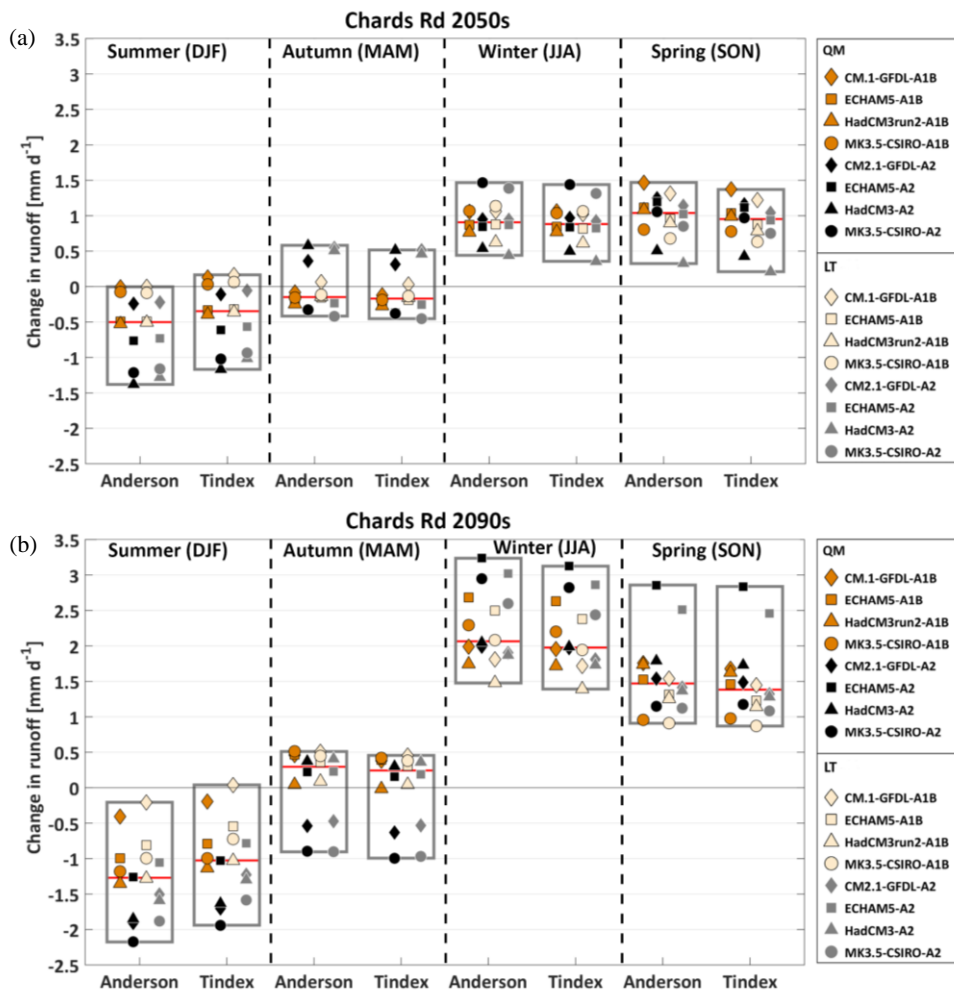 (a)
Chards Rd 2050s
Summer (DJF) Autumn (MAM) Winter (JJA) Spring (SON)
Change in runoff [mm d⁻¹]
3.5
3
2.5
2
1.5
1
0.5
0
-0.5
-1
-1.5
-2
-2.5
Anderson Tindex Anderson Tindex Anderson Tindex Anderson Tindex
QM
CM.1-GFDL-A1B
ECHAM5-A1B
HadCM3run2-A1B
MK3.5-CSIRO-A1B
CM2.1-GFDL-A2
ECHAM5-A2
HadCM3-A2
MK3.5-CSIRO-A2
LT
CM.1-GFDL-A1B
ECHAM5-A1B
HadCM3run2-A1B
MK3.5-CSIRO-A1B
CM2.1-GFDL-A2
ECHAM5-A2
HadCM3-A2
MK3.5-CSIRO-A2
(b)
Chards Rd 2090s
Summer (DJF) Autumn (MAM) Winter (JJA) Spring (SON)
Change in runoff [mm d⁻¹]
3.5
3
2.5
2
1.5
1
0.5
0
-0.5
-1
-1.5
-2
-2.5
Anderson Tindex Anderson Tindex Anderson Tindex Anderson Tindex
QM
CM.1-GFDL-A1B
ECHAM5-A1B
HadCM3run2-A1B
MK3.5-CSIRO-A1B
CM2.1-GFDL-A2
ECHAM5-A2
HadCM3-A2
MK3.5-CSIRO-A2
LT
CM.1-GFDL-A1B
ECHAM5-A1B
HadCM3run2-A1B
MK3.5-CSIRO-A1B
CM2.1-GFDL-A2
ECHAM5-A2
HadCM3-A2
MK3.5-CSIRO-A2